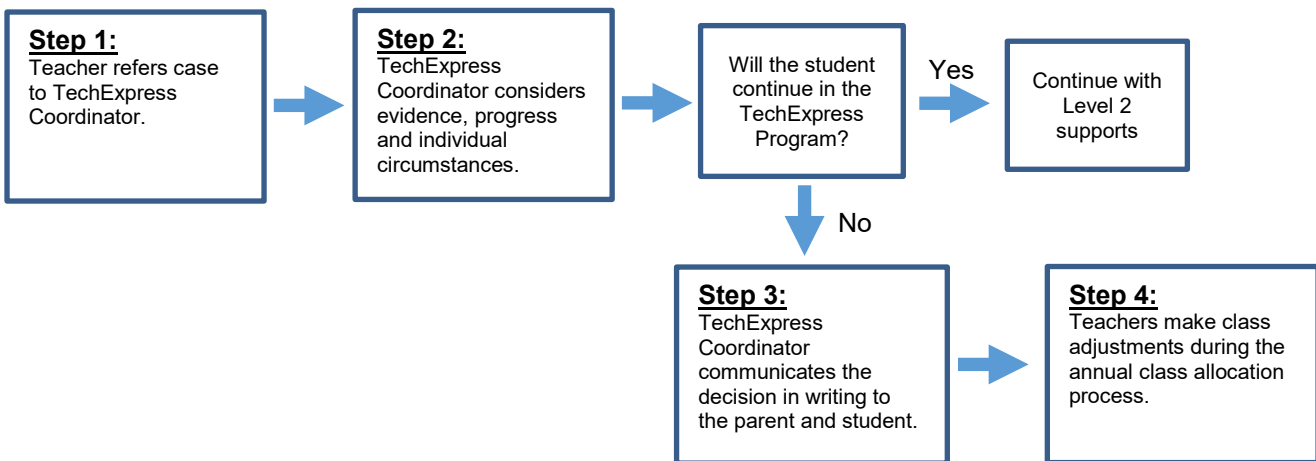 Step 1:
Teacher refers case
to TechExpress
Coordinator.
Step 2:
TechExpress
Coordinator considers
evidence, progress
and individual
circumstances.
Will the student
continue in the
TechExpress
Program?
Yes
Continue with
Level 2
supports
No
Step 3:
TechExpress
Coordinator
communicates the
decision in writing to
the parent and student.
Step 4:
Teachers make class
adjustments during the
annual class allocation
process.